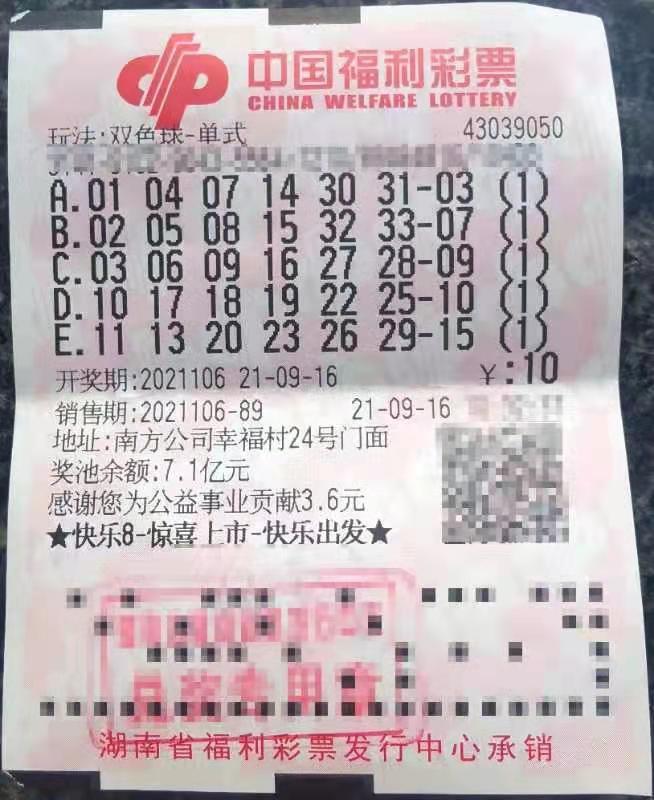 中国福利彩票
CHINA WELFARE LOTTERY
玩法:双色球-单式 43039050
A.01 04 07 14 30 31-03 (1)
B.02 05 08 15 32 33-07 (1)
C.03 06 09 16 27 28-09 (1)
D.10 17 18 19 22 25-10 (1)
E.11 13 20 23 26 29-15 (1)
开奖期:2021106 21-09-16 ¥:10
销售期:2021106-89 21-09-16
地址:南方公司幸福村24号门面
奖池余额:7.1亿元
感谢您为公益事业贡献3.6元
★快乐8-惊喜上市-快乐出发★
兑奖专用章
湖南省福利彩票发行中心承销